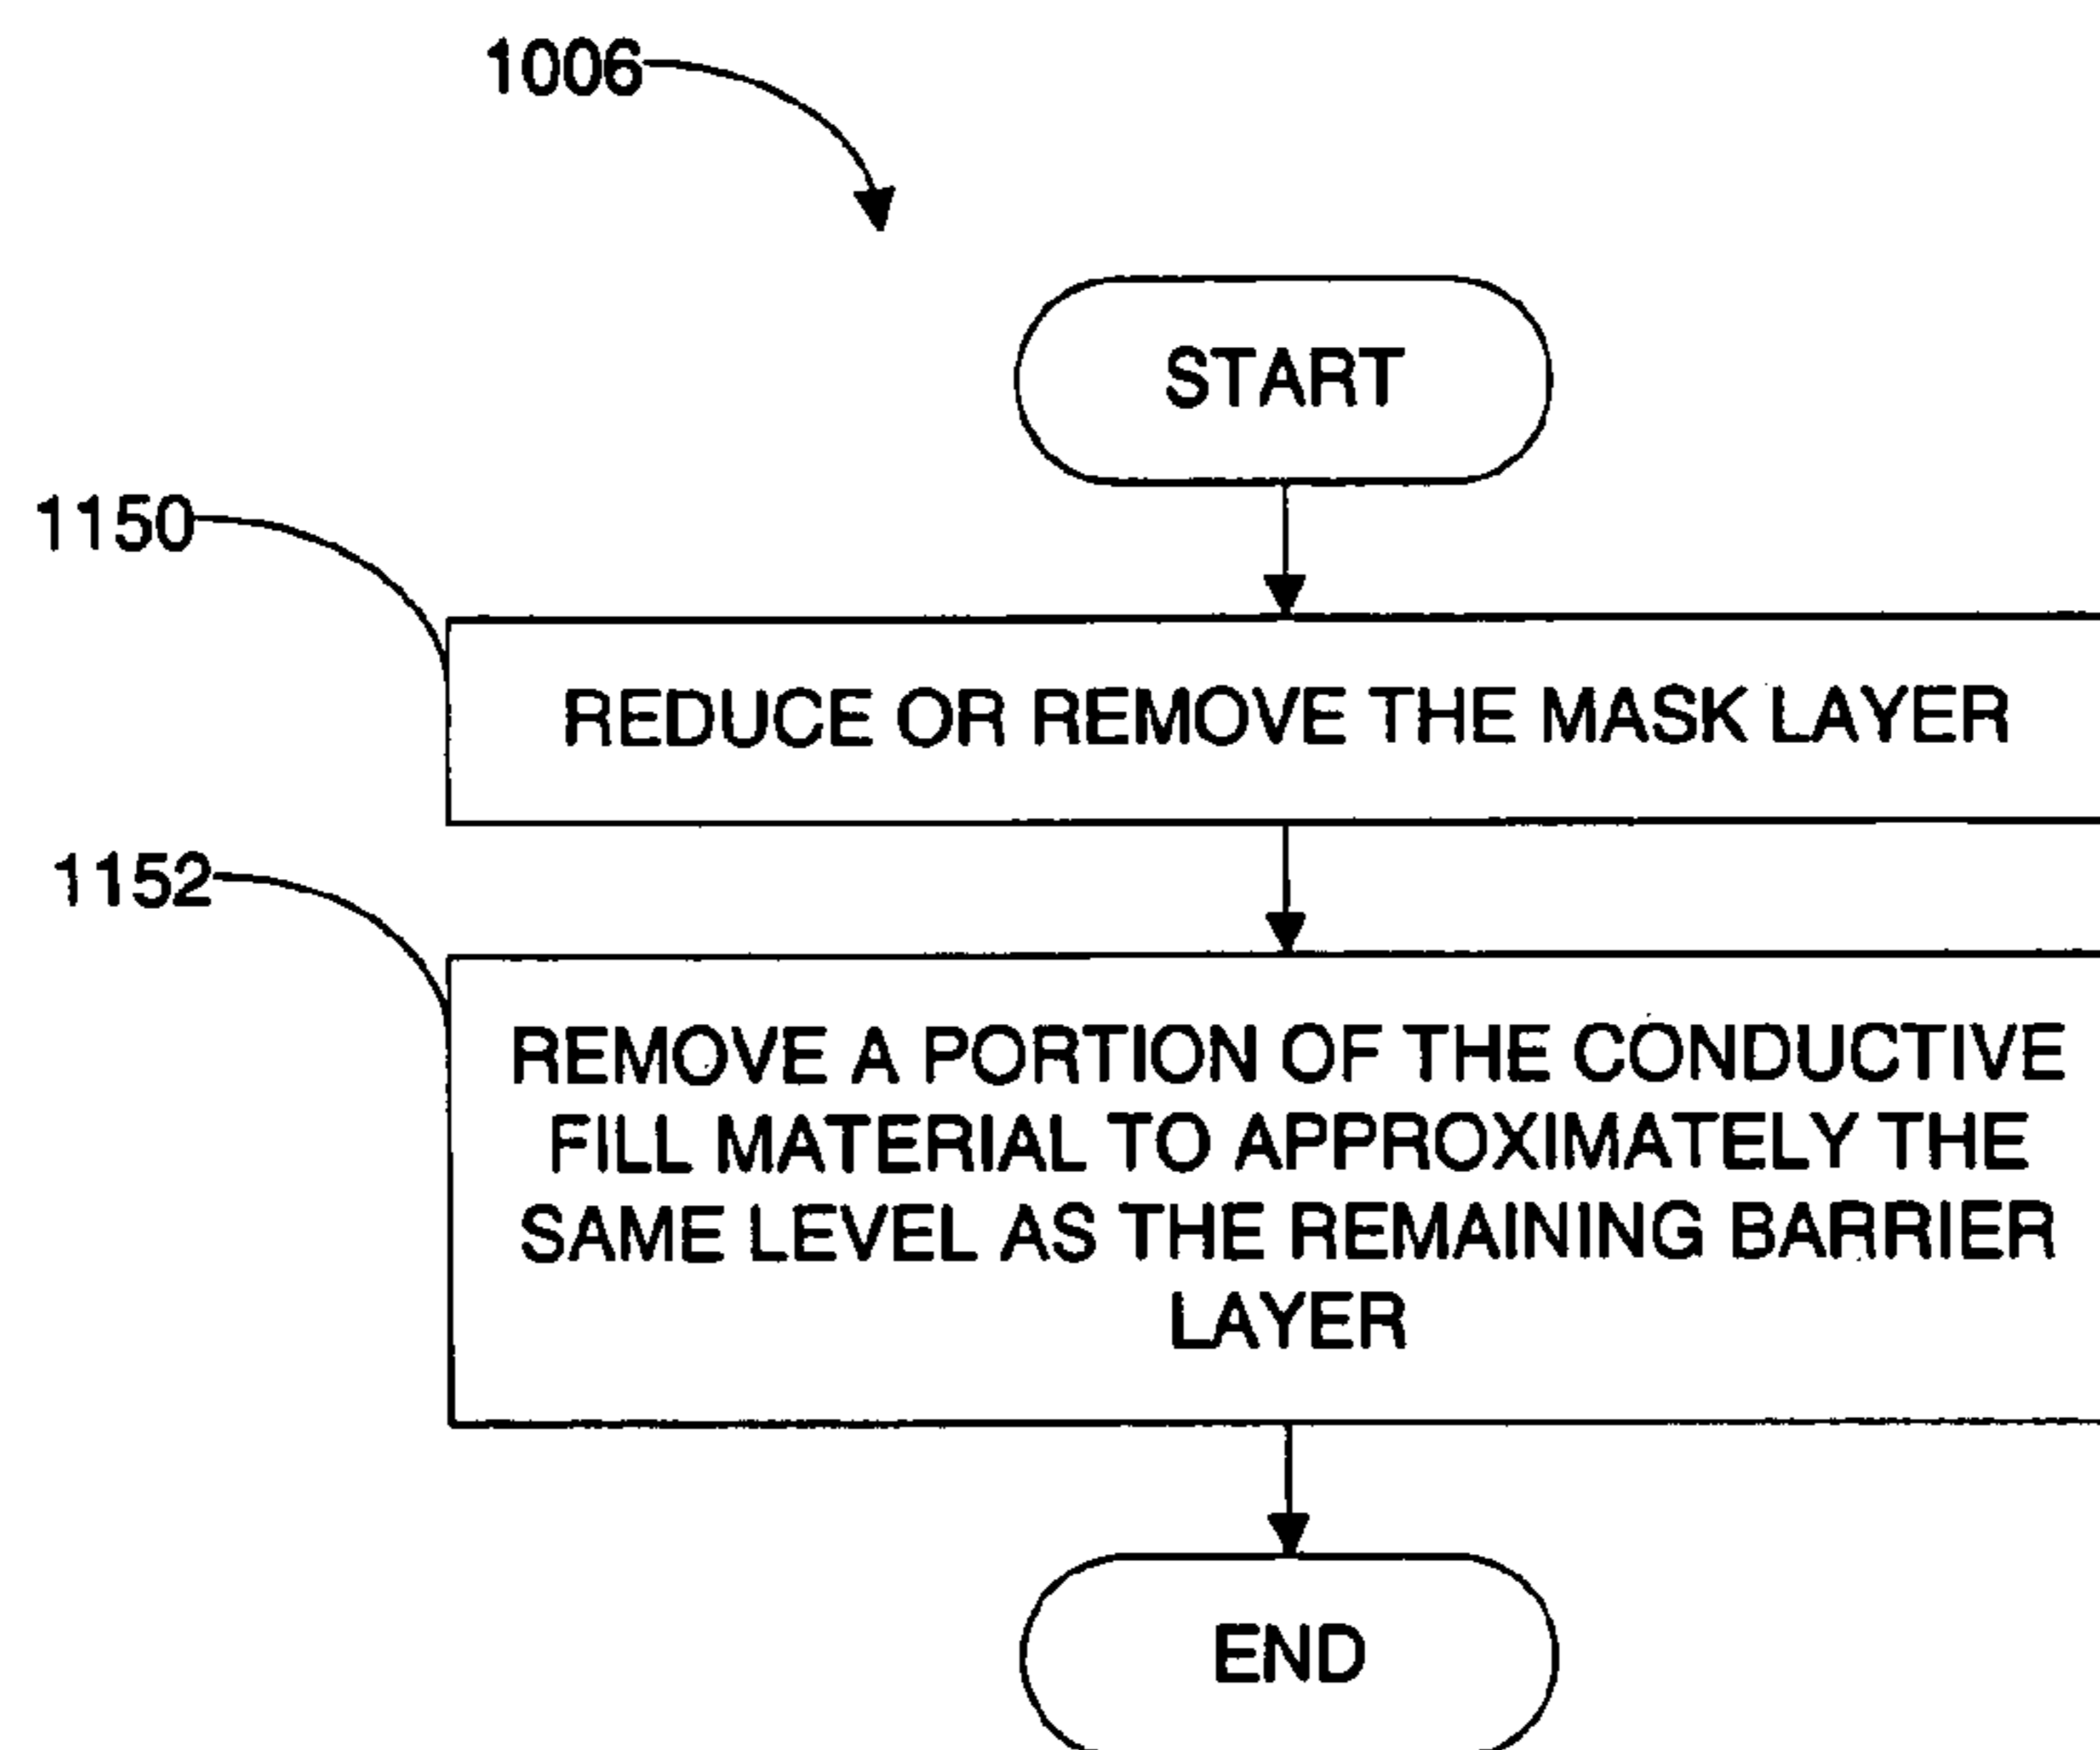 1006
START
1150
REDUCE OR REMOVE THE MASK LAYER
1152
REMOVE A PORTION OF THE CONDUCTIVE
FILL MATERIAL TO APPROXIMATELY THE
SAME LEVEL AS THE REMAINING BARRIER
LAYER
END